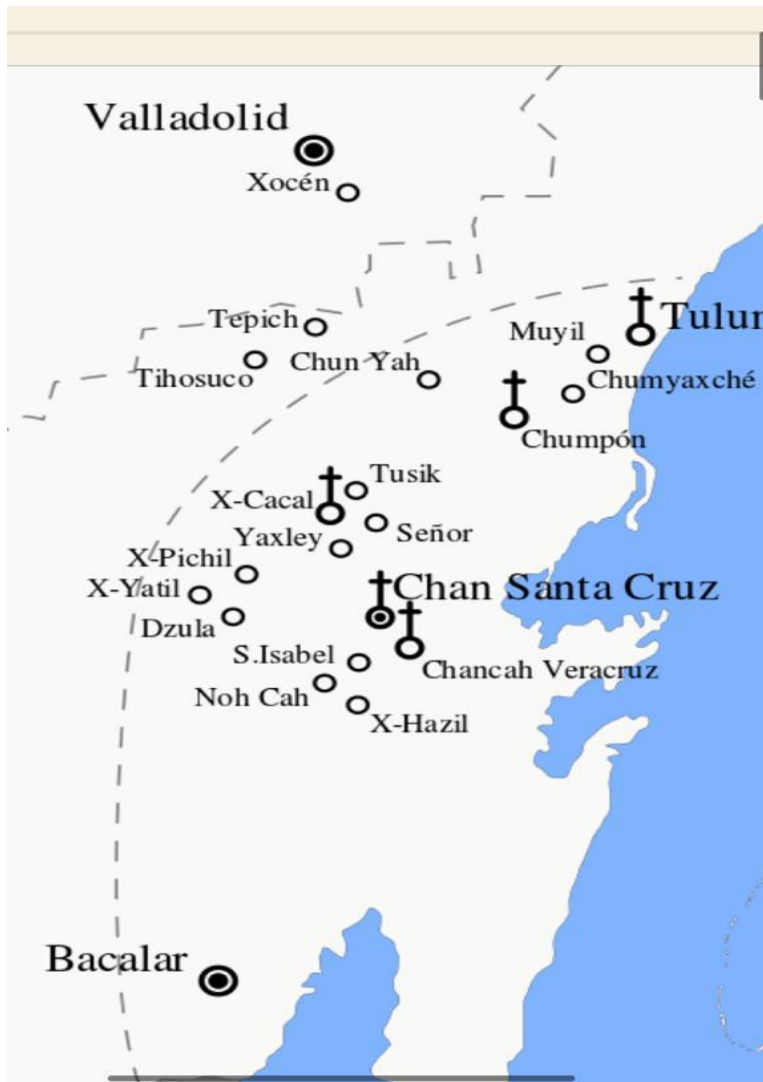 Valladolid
Xocén
Tepich
Tulur
Muyil
Chun Yah
Tihosuco
Chumyaxché
Chumpón
Tusik
X-Cacal
Señor
Yaxley
X-Pichil
X-Yatil
Chan Santa Cruz
Dzula
S.Isabel
Chancah Veracruz
Noh Cah
X-Hazil
Bacalar